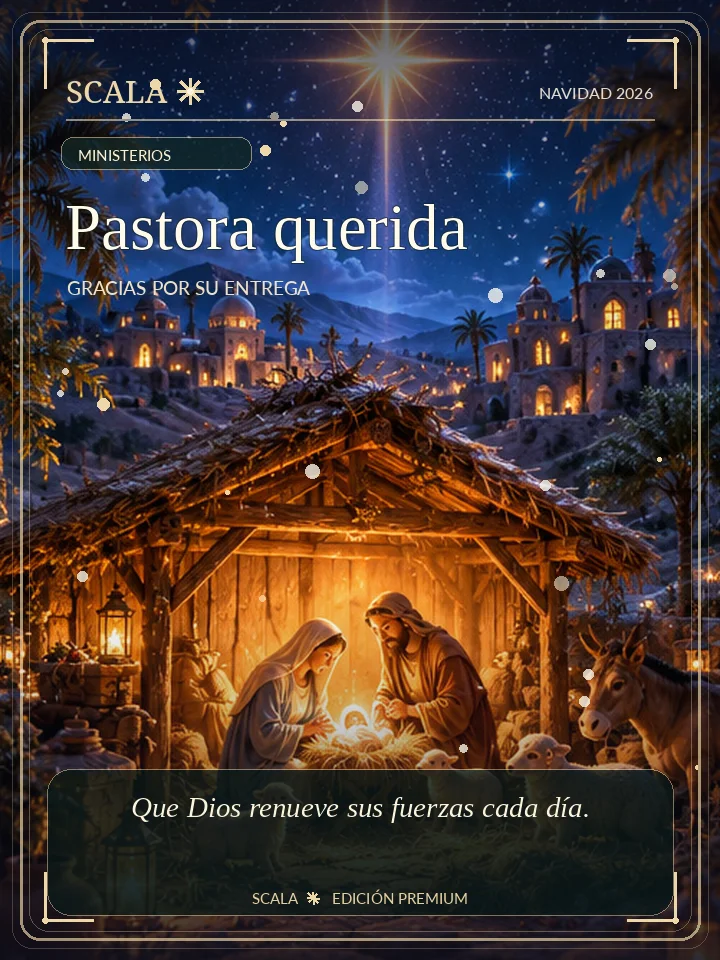 SCALA
NAVIDAD 2026
MINISTERIOS
Pastora querida
GRACIAS POR SU ENTREGA
Que Dios renueve sus fuerzas cada día.
SCALA ✷ EDICIÓN PREMIUM